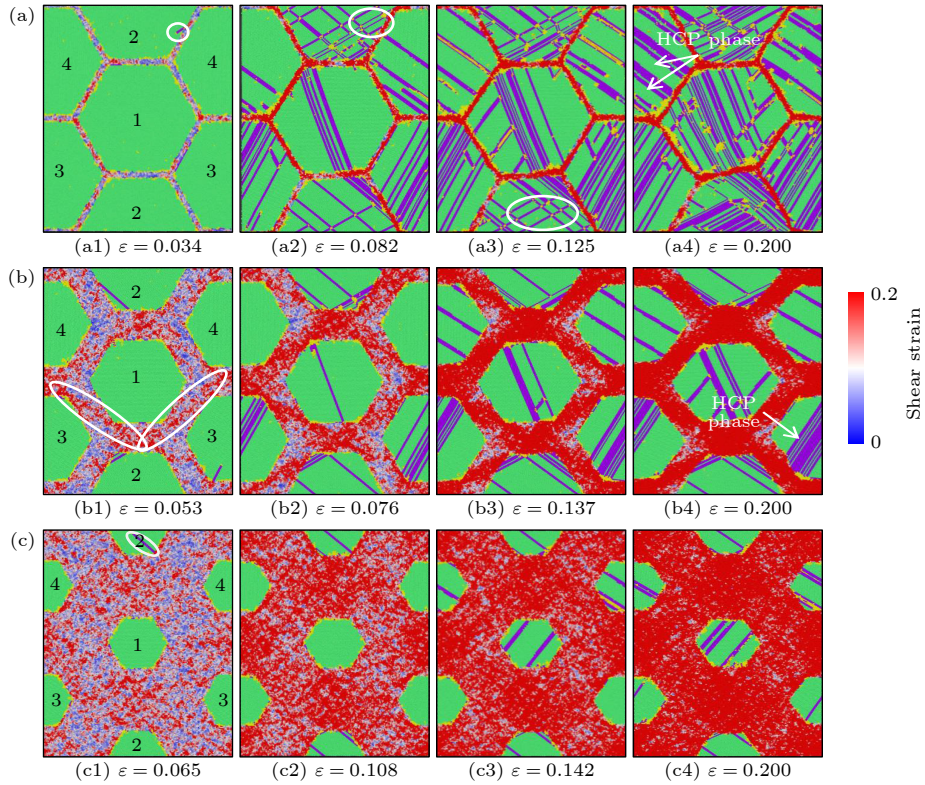 (a)
2
4 4
1
3 3
2
HCP phase
(a1) ε = 0.034 (a2) ε = 0.082 (a3) ε = 0.125 (a4) ε = 0.200
(b)
2
4 4
1
3 3
2
HCP
phase
0.2
Shear strain
0
(b1) ε = 0.053 (b2) ε = 0.076 (b3) ε = 0.137 (b4) ε = 0.200
(c)
2
4 4
1
3 3
2
(c1) ε = 0.065 (c2) ε = 0.108 (c3) ε = 0.142 (c4) ε = 0.200